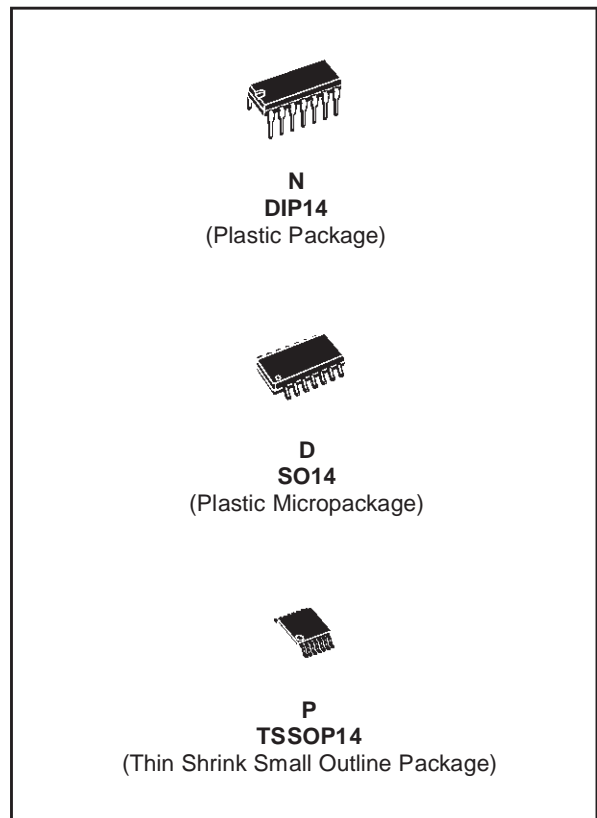 N
DIP14
(Plastic Package)
D
SO14
(Plastic Micropackage)
P
TSSOP14
(Thin Shrink Small Outline Package)